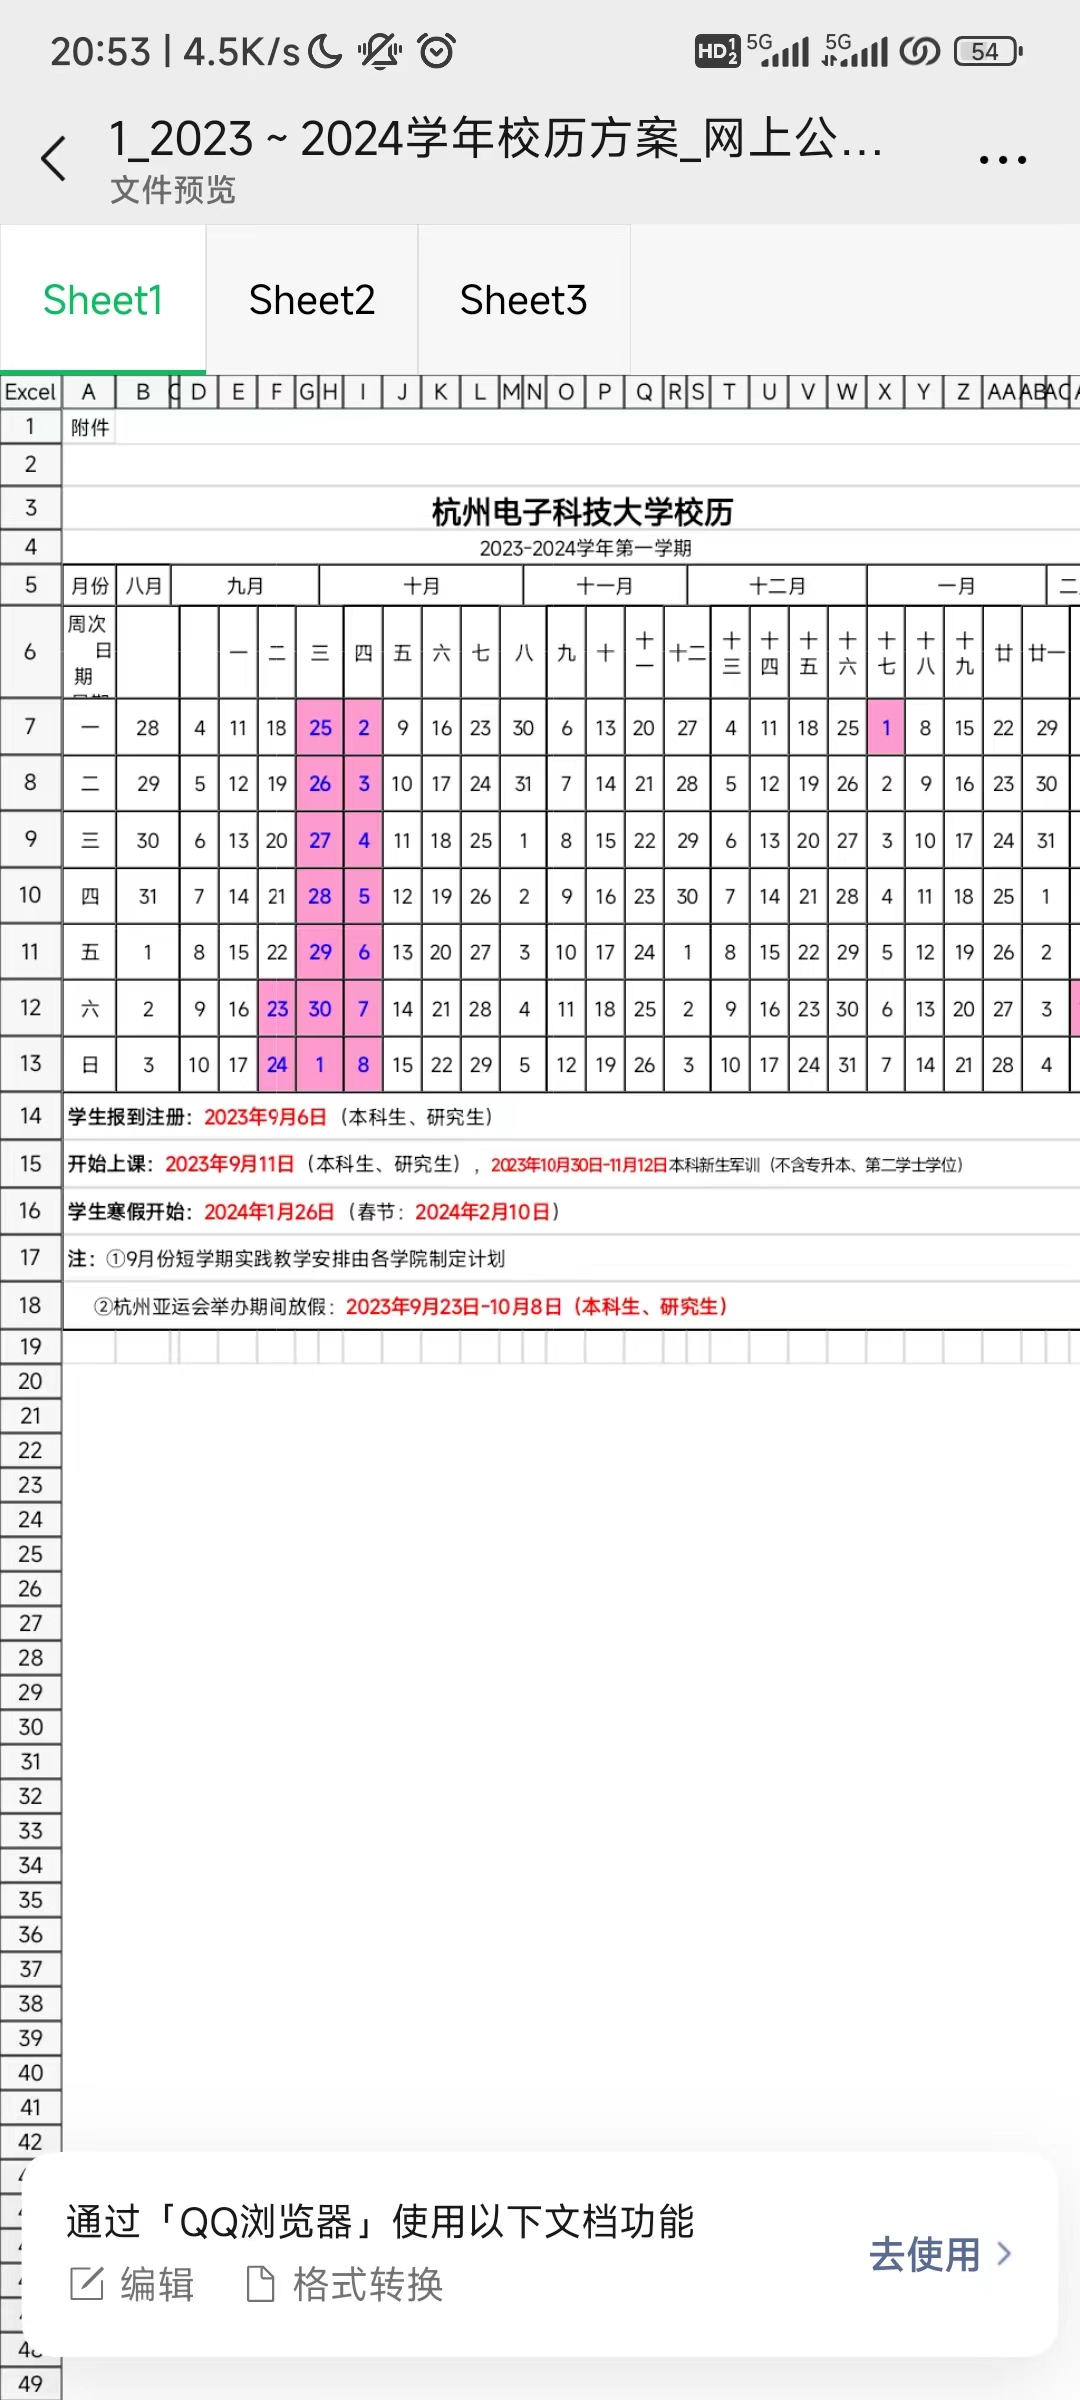 20:53 | 4.5K/s HD 1 2 5G 5G 54
1_2023 ~ 2024学年校历方案_网上公...
文件预览
Sheet1 Sheet2 Sheet3
Excel A B C D E F G H I J K L M N O P Q R S T U V W X Y Z AA AB AC
1 附件
2
3 杭州电子科技大学校历
4 2023-2024学年第一学期
5 月份 八月 九月 十月 十一月 十二月 一月 二
6 周次 日期 一 二 三 四 五 六 七 八 九 十 十一 十二 十三 十四 十五 十六 十七 十八 十九 廿 廿一
7 一 28 4 11 18 25 2 9 16 23 30 6 13 20 27 4 11 18 25 1 8 15 22 29
8 二 29 5 12 19 26 3 10 17 24 31 7 14 21 28 5 12 19 26 2 9 16 23 30
9 三 30 6 13 20 27 4 11 18 25 1 8 15 22 29 6 13 20 27 3 10 17 24 31
10 四 31 7 14 21 28 5 12 19 26 2 9 16 23 30 7 14 21 28 4 11 18 25 1
11 五 1 8 15 22 29 6 13 20 27 3 10 17 24 1 8 15 22 29 5 12 19 26 2
12 六 2 9 16 23 30 7 14 21 28 4 11 18 25 2 9 16 23 30 6 13 20 27 3
13 日 3 10 17 24 1 8 15 22 29 5 12 19 26 3 10 17 24 31 7 14 21 28 4
14 学生报到注册：2023年9月6日（本科生、研究生）
15 开始上课：2023年9月11日（本科生、研究生），2023年10月30日-11月12日本科新生军训（不含专升本、第二学士学位）
16 学生寒假开始：2024年1月26日（春节：2024年2月10日）
17 注：①9月份短学期实践教学安排由各学院制定计划
18 ②杭州亚运会举办期间放假：2023年9月23日-10月8日（本科生、研究生）
19
20
21
22
23
24
25
26
27
28
29
30
31
32
33
34
35
36
37
38
39
40
41
42
通过「QQ浏览器」使用以下文档功能
编辑 格式转换
去使用
49